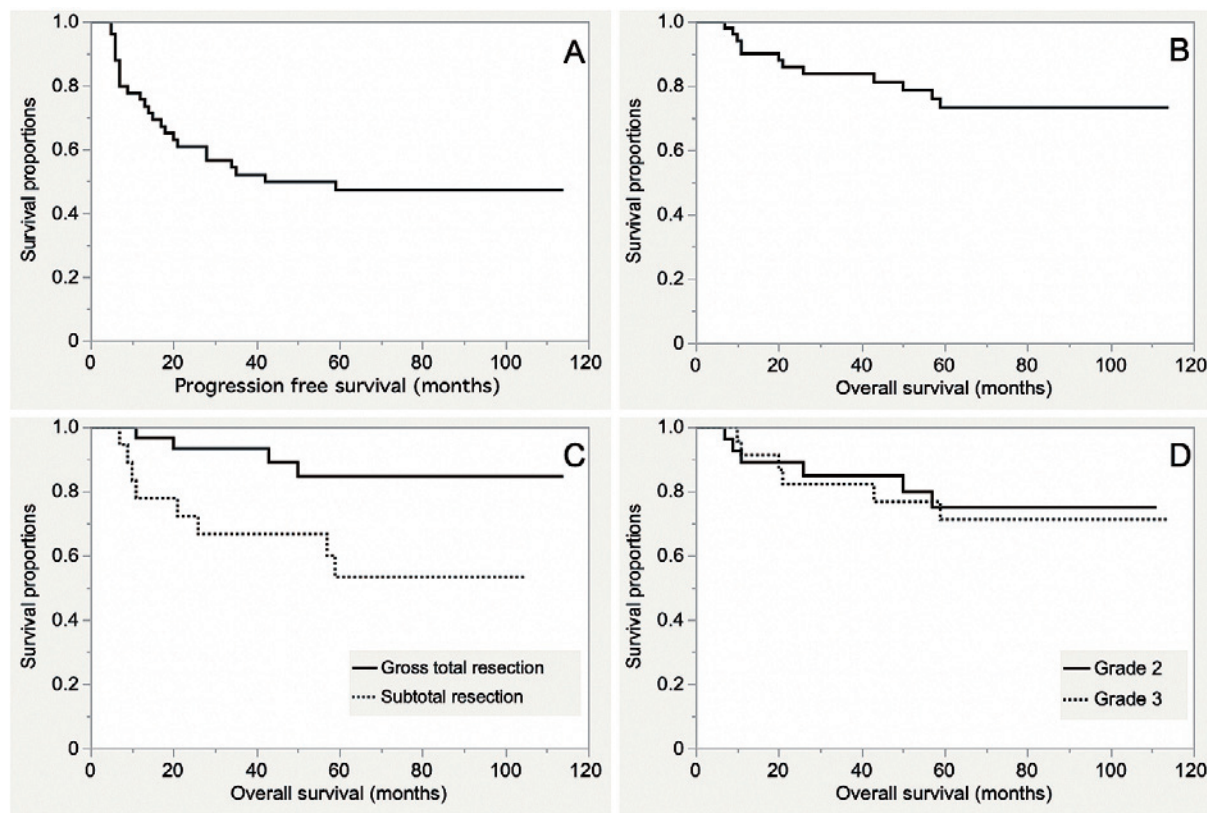 A
Survival proportions
1.0
0.8
0.6
0.4
0.2
0
0 20 40 60 80 100 120
Progression free survival (months)
B
Survival proportions
1.0
0.8
0.6
0.4
0.2
0
0 20 40 60 80 100 120
Overall survival (months)
C
Survival proportions
1.0
0.8
0.6
0.4
0.2
0
Gross total resection
Subtotal resection
0 20 40 60 80 100 120
Overall survival (months)
D
Survival proportions
1.0
0.8
0.6
0.4
0.2
0
Grade 2
Grade 3
0 20 40 60 80 100 120
Overall survival (months)